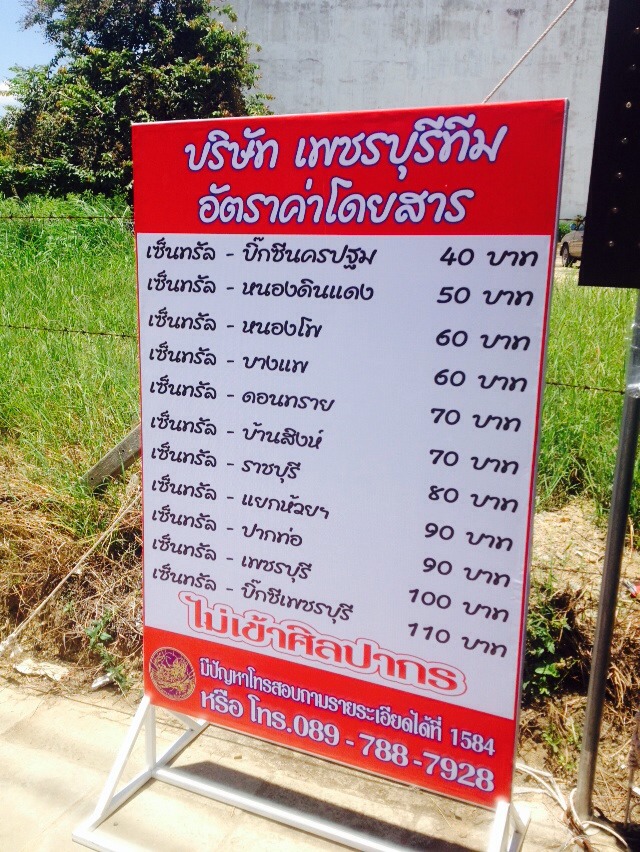 บริษัท เพชรบุรีทีม
อัตราค่าโดยสาร
เซ็นทรัล - บิ๊กซีนครปฐม 40 บาท
เซ็นทรัล - หนองดินแดง 50 บาท
เซ็นทรัล - หนองโพ 60 บาท
เซ็นทรัล - บางแพ 60 บาท
เซ็นทรัล - ดอนทราย 70 บาท
เซ็นทรัล - บ้านสิงห์ 70 บาท
เซ็นทรัล - ราชบุรี 80 บาท
เซ็นทรัล - แยกห้วยฯ 90 บาท
เซ็นทรัล - ปากท่อ 90 บาท
เซ็นทรัล - เพชรบุรี 100 บาท
เซ็นทรัล - บิ๊กซีเพชรบุรี 110 บาท
ไม่เข้าศิลปากร
มีปัญหาโทรสอบถามรายระเอียดได้ที่ 1584
หรือ โทร.089-788-7928